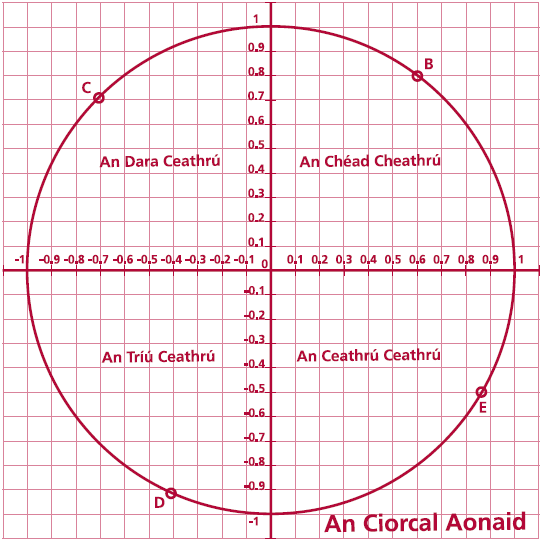 1
0.9
B
0.8
C
0.7
0.6
0.5
An Dara Ceathrú
An Chéad Cheathrú
0.4
0.3
0.2
0.1
-1 -0.9 -0.8 -0.7 -0.6 -0.5 -0.4 -0.3 -0.2 -0.1 0 0.1 0.2 0.3 0.4 0.5 0.6 0.7 0.8 0.9 1
-0.1
-0.2
-0.3
An Tríú Ceathrú
An Ceathrú Ceathrú
-0.4
-0.5
E
-0.6
-0.7
-0.8
-0.9
D
-1
An Ciorcal Aonaid